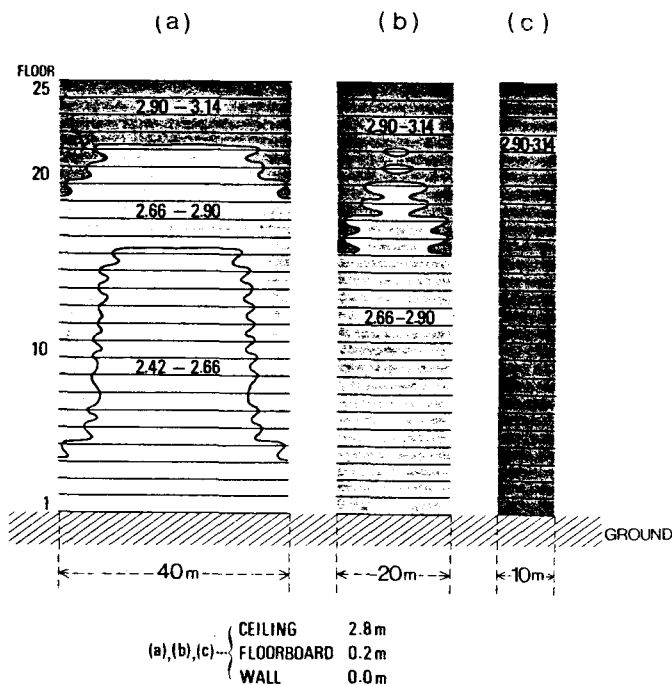 (a) (b) (c)
FLOOR
25
2.90 – 3.14 2.90–3.14 2.90-3.14
20
2.66 – 2.90
2.66–2.90
10
2.42 – 2.66
1
GROUND
40m 20m 10m
(a),(b),(c)--- { CEILING 2.8m
FLOORBOARD 0.2m
WALL 0.0m